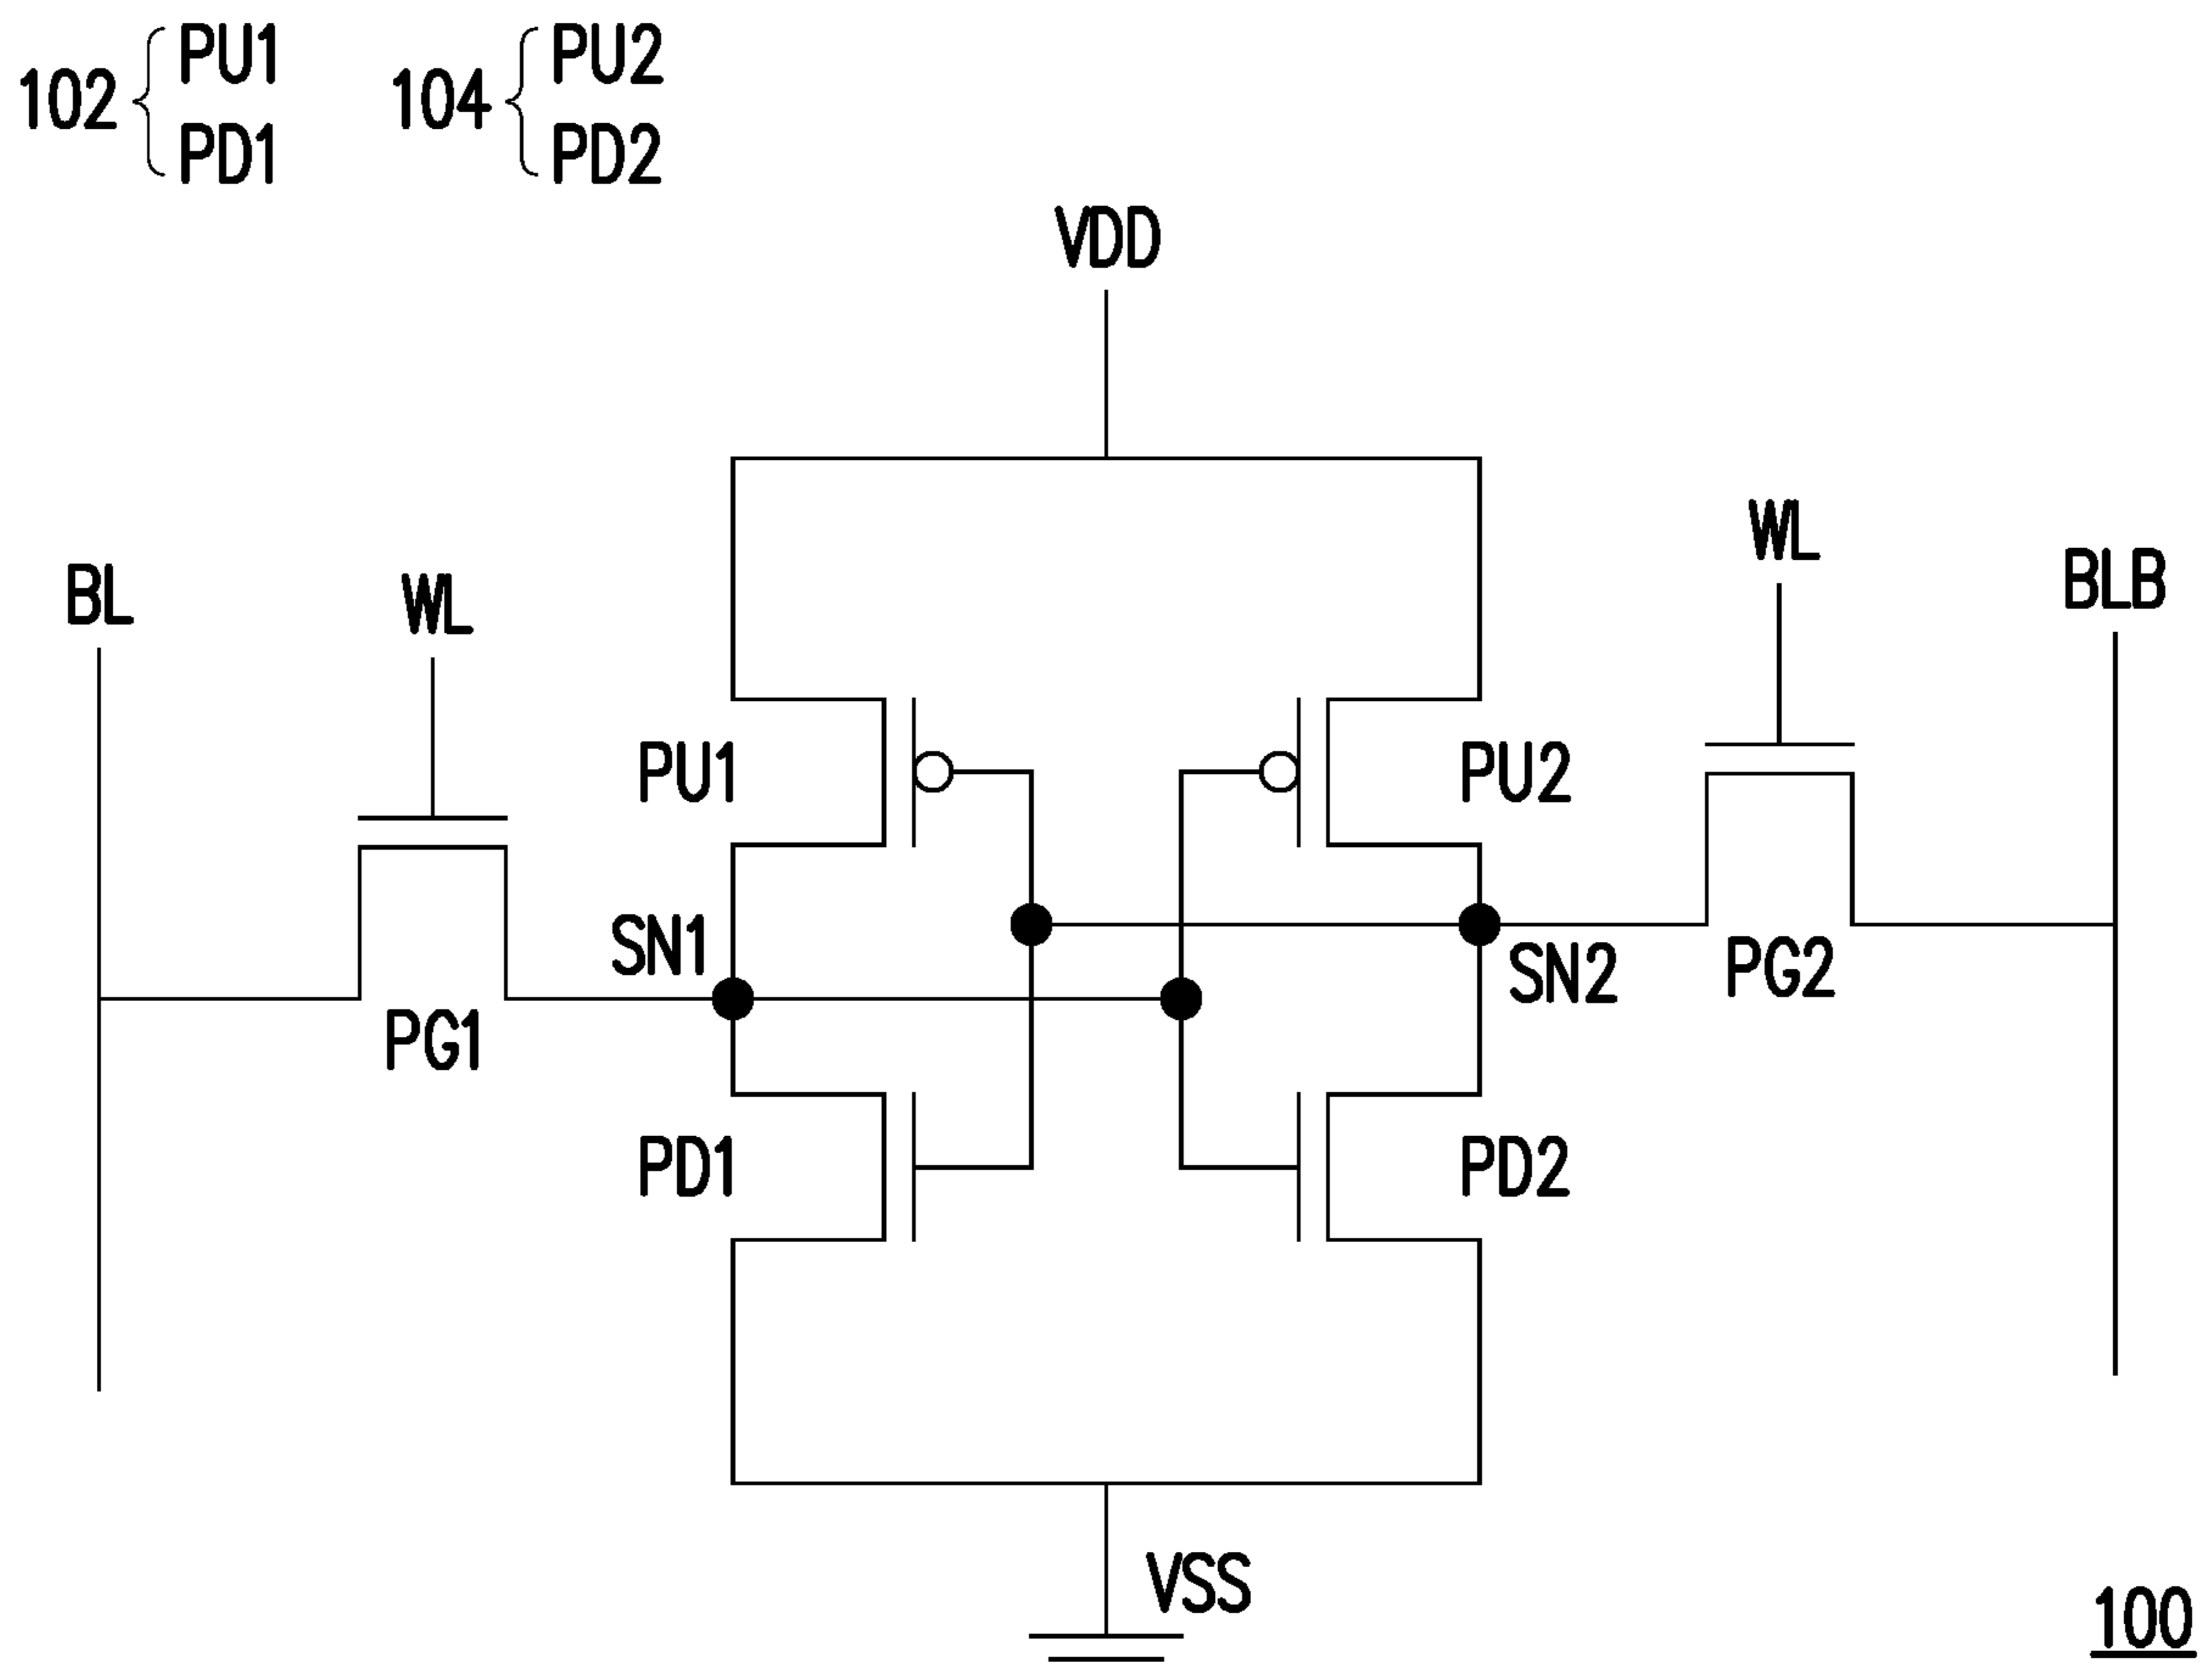 102 PU1 PD1
104 PU2 PD2
VDD
WL
BL
WL
BLB
PU1
PU2
SN1
SN2
PG2
PG1
PD1
PD2
VSS
100